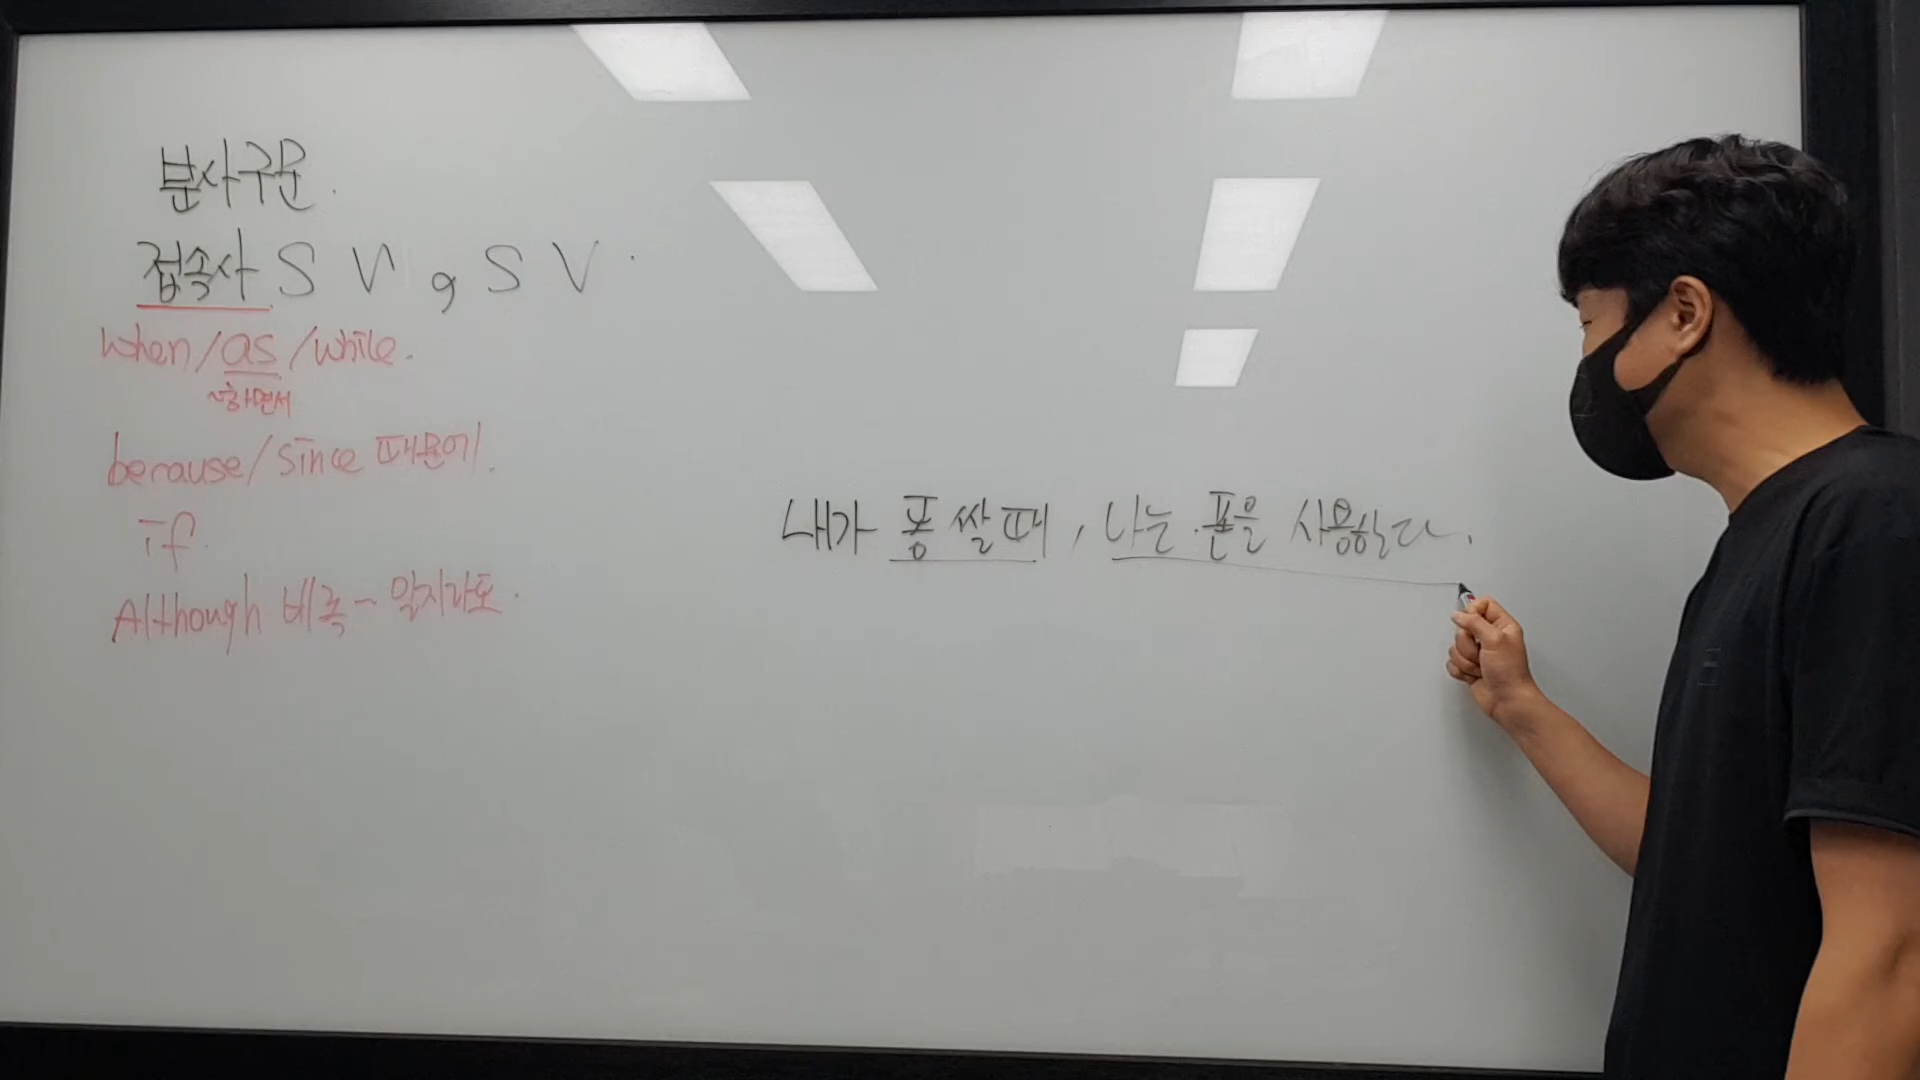 분사구문.
접속사 S V , S V.
when/as/while.
~하면서
because/since 때문에.
if.
Although 비록~ 일지라도.
내가 퐁 쌀때, 나는 폰을 사용한다.